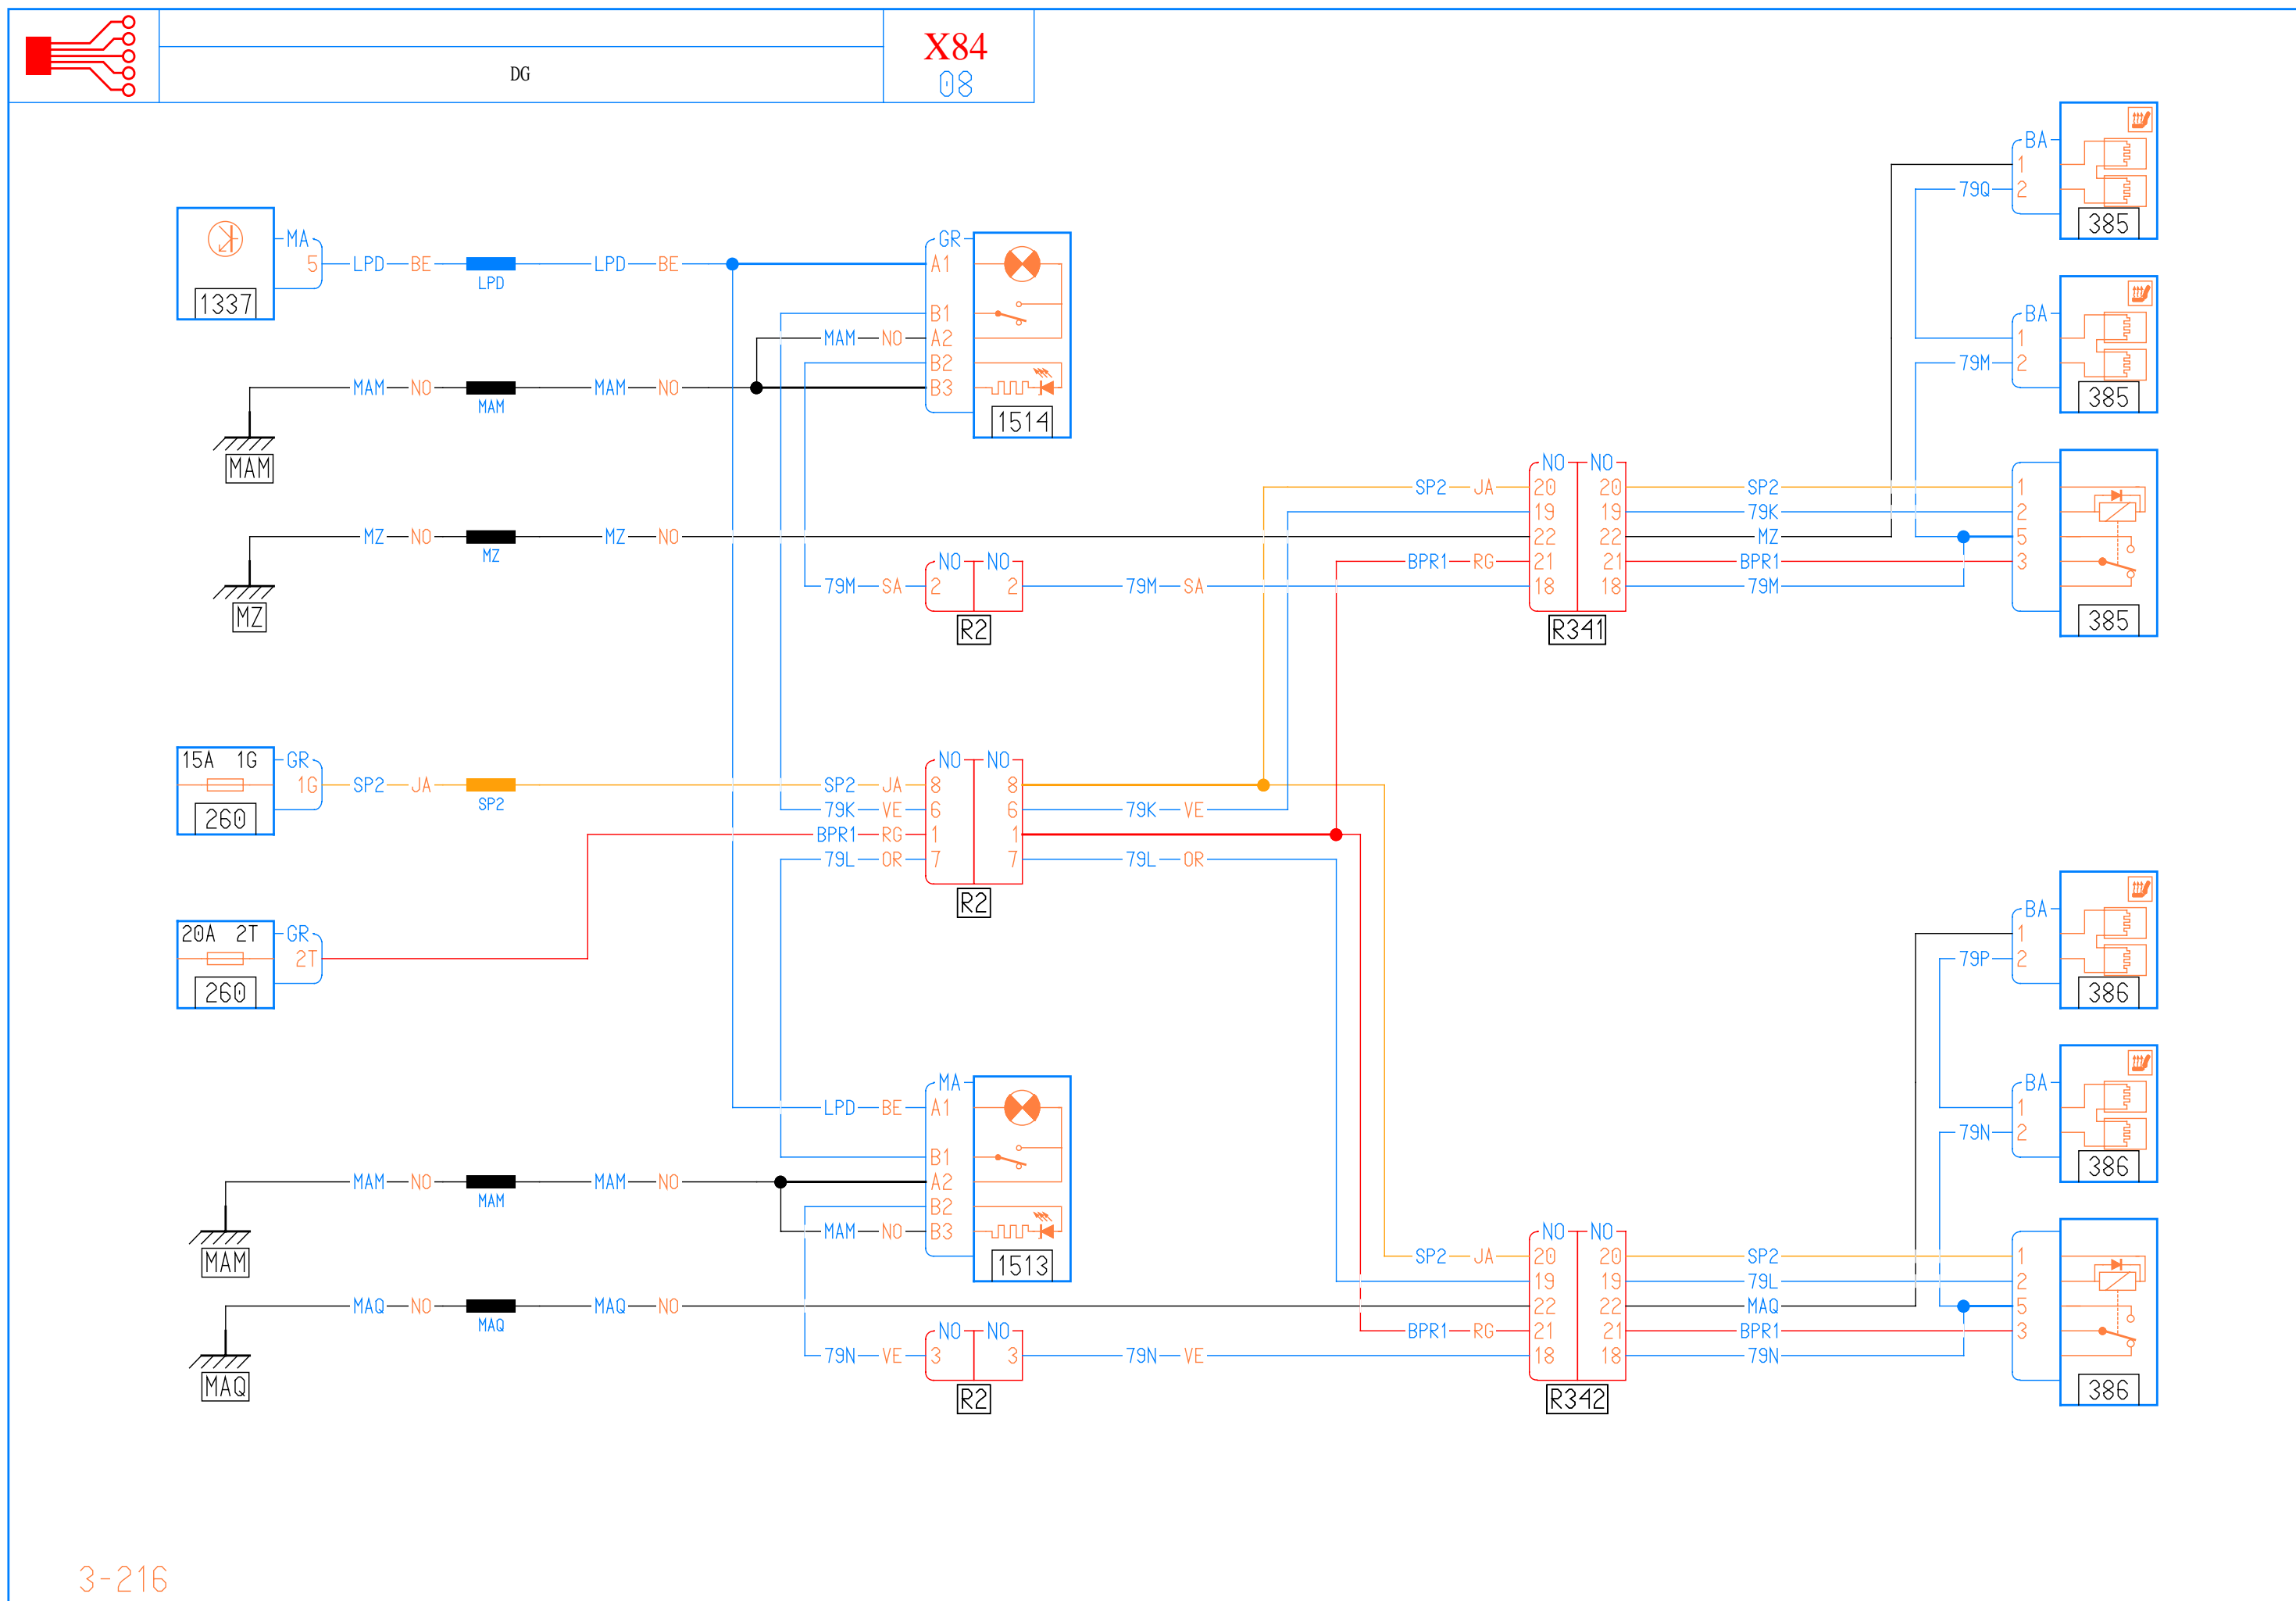 DG
X84
08
BA
1
79Q 2
385
MA
5 LPD BE LPD BE
LPD
1337
GR
A1
B1
MAM NO A2
B2
B3
1514
MAM NO MAM NO
MAM
MAM
BA
1
79M 2
385
NO NO
SP2 JA 20 20 SP2 1
19 19 79K 2
MZ NO MZ NO 22 22 MZ 5
MZ
BPR1 RG 21 21 BPR1 3
18 18 79M
R341
385
MZ
NO NO
79M SA 2 2 79M SA
R2
15A 1G GR
1G SP2 JA
SP2
260
NO NO
SP2 JA 8 8
79K VE 6 6 79K VE
BPR1 RG 1 1
79L OR 7 7 79L OR
R2
20A 2T GR
2T
260
BA
1
79P 2
386
BA
1
79N 2
386
MA
LPD BE A1
B1
A2
B2
MAM NO B3
1513
MAM NO MAM NO
MAM
MAM
NO NO
SP2 JA 20 20 SP2 1
19 19 79L 2
MAQ NO MAQ NO 22 22 MAQ 5
MAQ
BPR1 RG 21 21 BPR1 3
18 18 79N
R342
386
MAQ
NO NO
79N VE 3 3 79N VE
R2
3-216